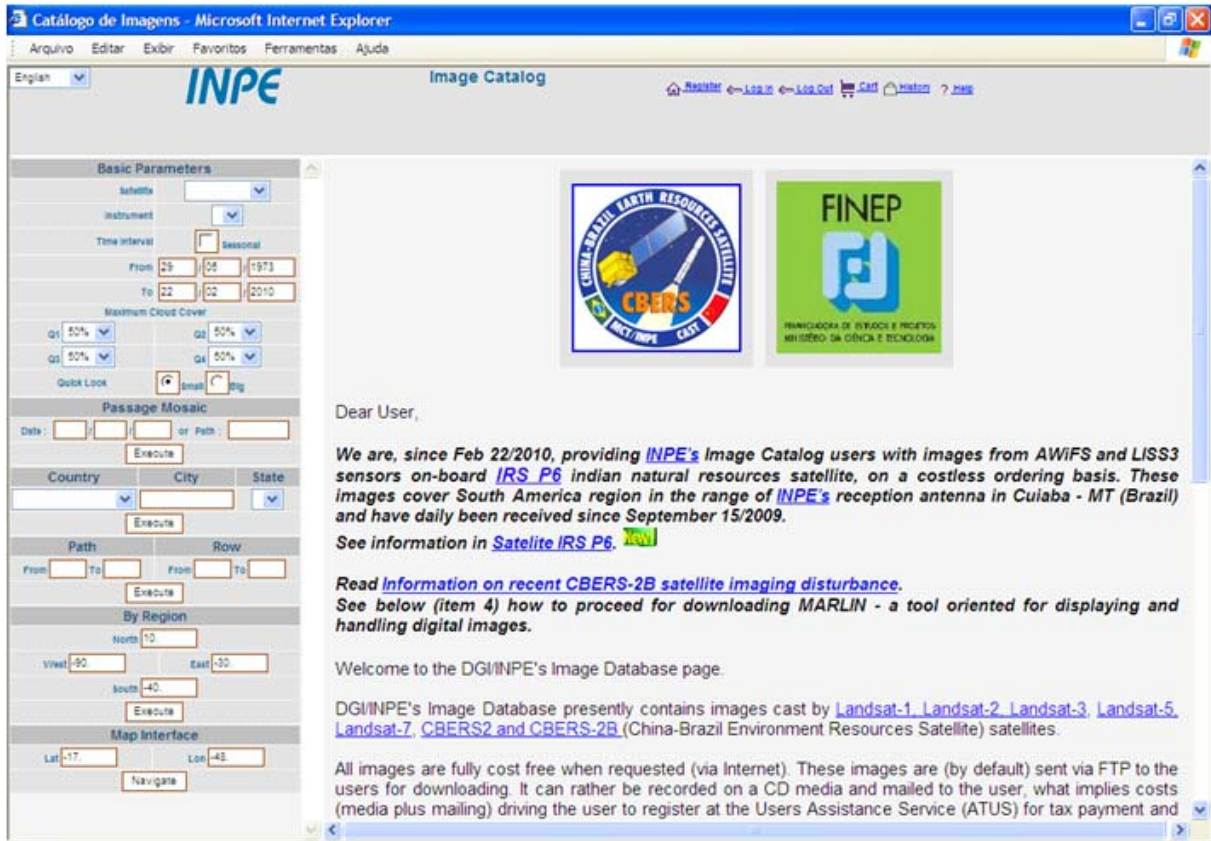 Catálogo de Imagens - Microsoft Internet Explorer
Arquivo Editar Exibir Favoritos Ferramentas Ajuda
English
INPE
Image Catalog
Register Log in Log Out Cart History ? Help
Basic Parameters
Satellite
Instrument
Time Interval Seasonal
From 29 / 05 / 1973
To 22 / 02 / 2010
Maximum Cloud Cover
Q1 50% Q2 50%
Q3 50% Q4 50%
Quick Look Small Big
Passage Mosaic
Date : / / or Path :
Execute
Country City State
Execute
Path Row
From To From To
Execute
By Region
North 10.
West -90. East -30.
South -40.
Execute
Map Interface
Lat -17. Lon -48.
Navigate
CHINA-BRAZIL EARTH RESOURCES SATELLITE
CBERS
MCT/INPE CAST
FINEP
FINANCIADORA DE ESTUDOS E PROJETOS
MINISTÉRIO DA CIÊNCIA E TECNOLOGIA
Dear User,
We are, since Feb 22/2010, providing INPE's Image Catalog users with images from AWiFS and LISS3
sensors on-board IRS P6 indian natural resources satellite, on a costless ordering basis. These
images cover South America region in the range of INPE's reception antenna in Cuiaba - MT (Brazil)
and have daily been received since September 15/2009.
See information in Satelite IRS P6. New!
Read Information on recent CBERS-2B satellite imaging disturbance.
See below (item 4) how to proceed for downloading MARLIN - a tool oriented for displaying and
handling digital images.
Welcome to the DGI/INPE's Image Database page.
DGI/INPE's Image Database presently contains images cast by Landsat-1, Landsat-2, Landsat-3, Landsat-5,
Landsat-7, CBERS2 and CBERS-2B (China-Brazil Environment Resources Satellite) satellites.
All images are fully cost free when requested (via Internet). These images are (by default) sent via FTP to the
users for downloading. It can rather be recorded on a CD media and mailed to the user, what implies costs
(media plus mailing) driving the user to register at the Users Assistance Service (ATUS) for tax payment and